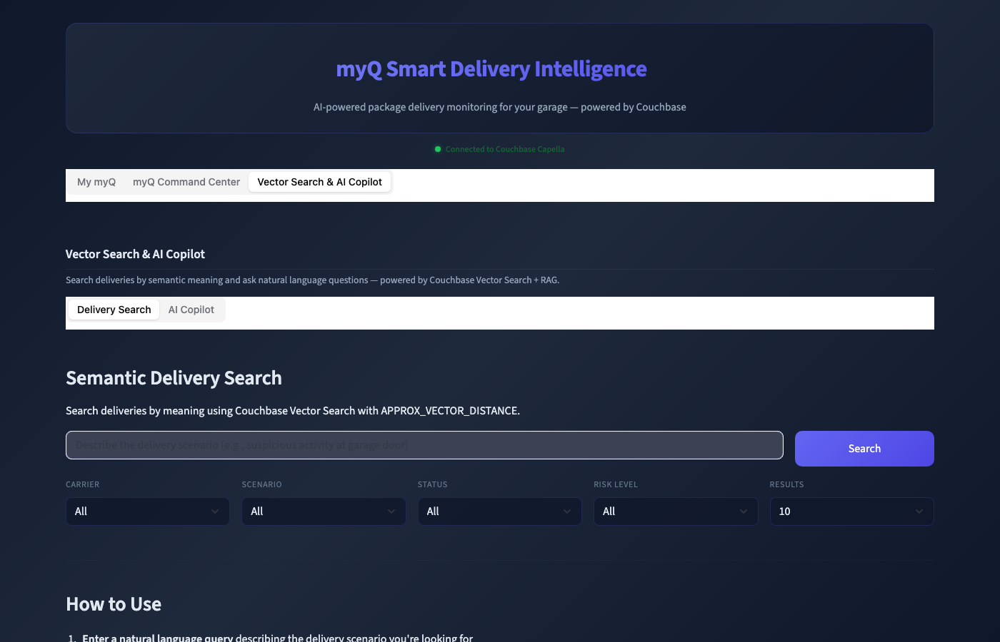 myQ Smart Delivery Intelligence
AI-powered package delivery monitoring for your garage — powered by Couchbase
Connected to Couchbase Capella
My myQ
myQ Command Center
Vector Search & AI Copilot
Vector Search & AI Copilot
Search deliveries by semantic meaning and ask natural language questions — powered by Couchbase Vector Search + RAG.
Delivery Search
AI Copilot
Semantic Delivery Search
Search deliveries by meaning using Couchbase Vector Search with APPROX_VECTOR_DISTANCE.
Describe the delivery scenario (e.g., suspicious activity at garage door)
Search
CARRIER
SCENARIO
STATUS
RISK LEVEL
RESULTS
All
All
All
All
10
How to Use
1. Enter a natural language query describing the delivery scenario you're looking for